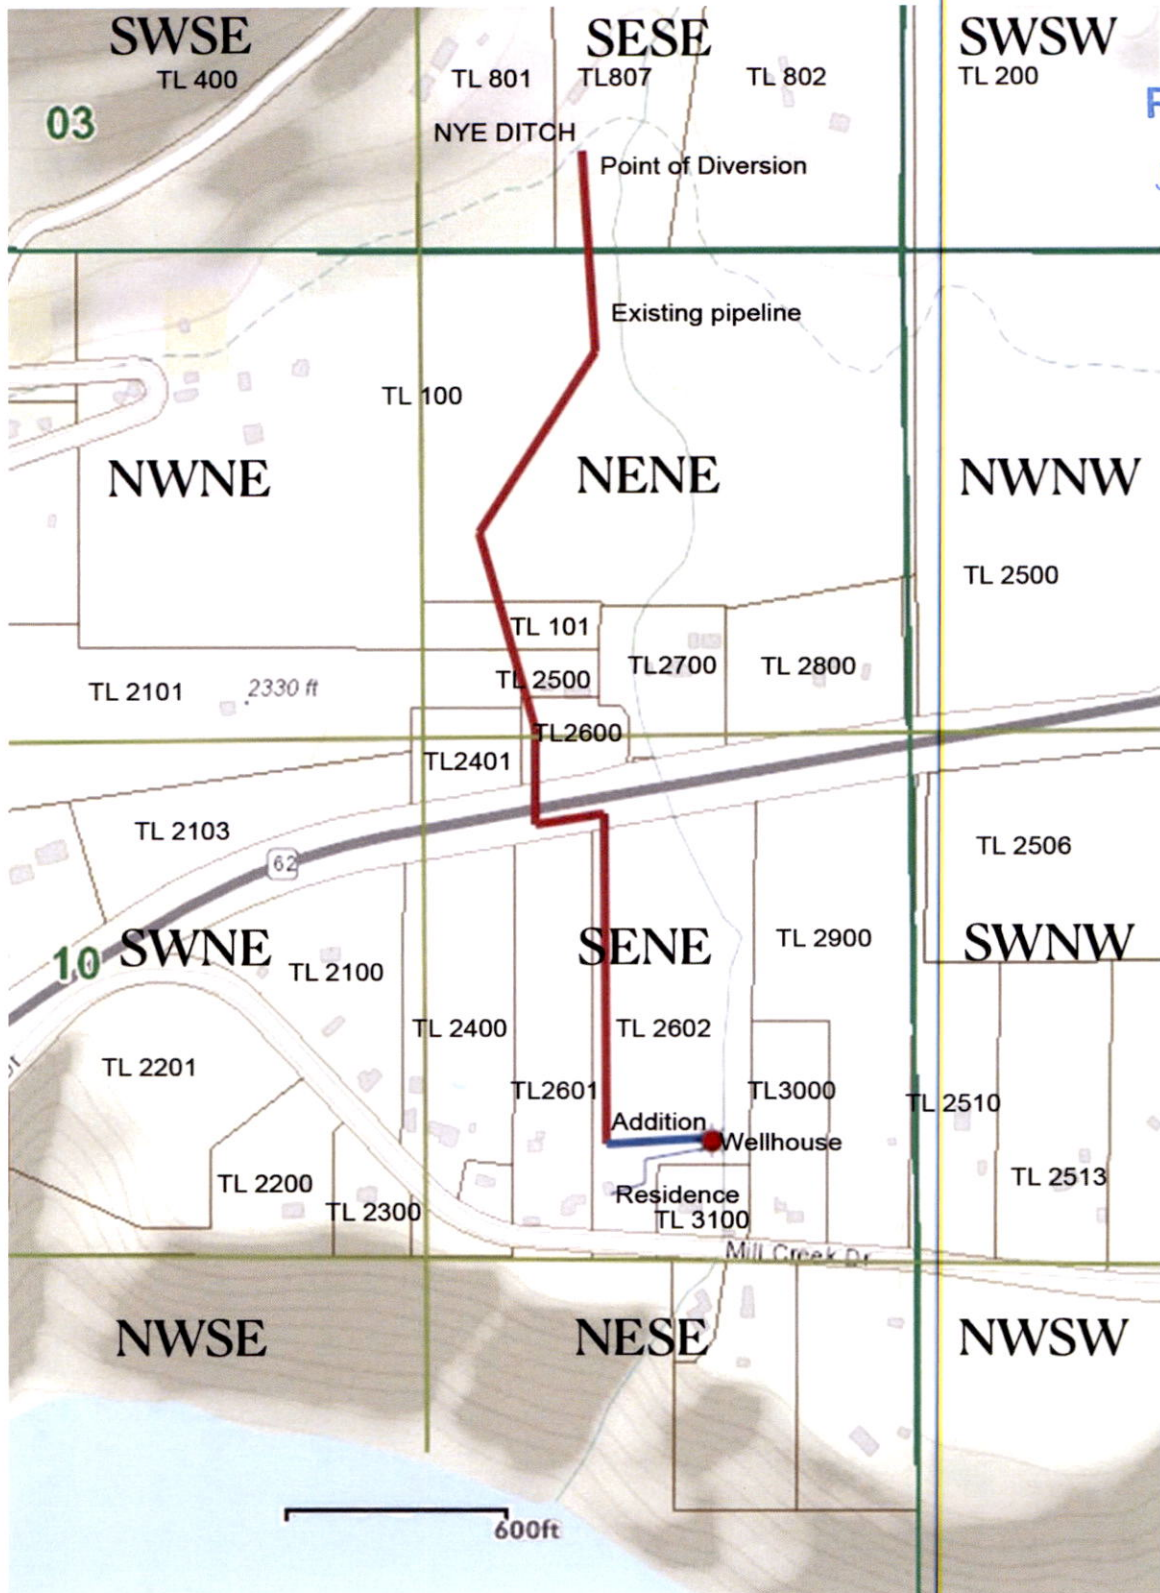 SWSE
SESE
SWSW
TL 400
TL 801
TL807
TL 802
TL 200
03
NYE DITCH
Point of Diversion
Existing pipeline
TL 100
NWNE
NENE
NWNW
TL 2500
TL 101
TL 2500
TL2700
TL 2800
TL 2101
2330 ft
TL2600
TL2401
TL 2103
62
TL 2506
10
SWNE
SENE
SWNW
TL 2900
TL 2100
TL 2400
TL 2602
TL 2201
TL2601
TL3000
TL 2510
Addition
Wellhouse
TL 2513
TL 2200
TL 2300
Residence
TL 3100
Mill Creek Dr
NWSE
NESE
NWSW
600ft